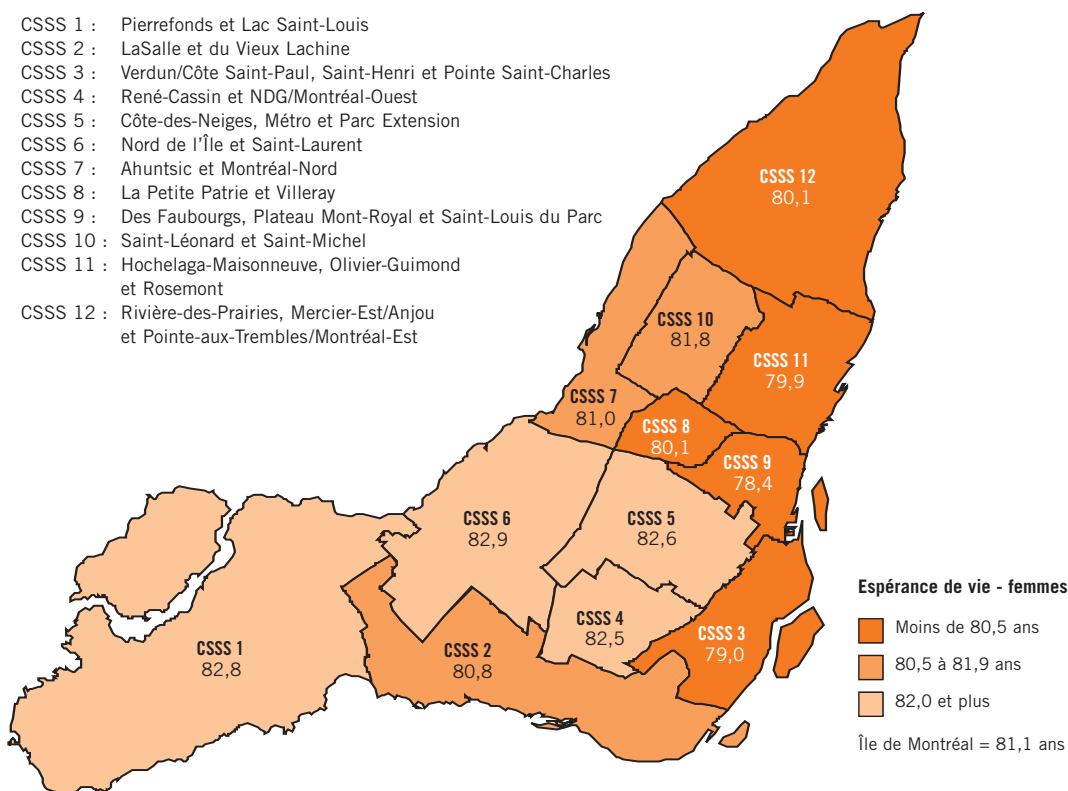 CSSS 1 : Pierrefonds et Lac Saint-Louis
CSSS 2 : LaSalle et du Vieux Lachine
CSSS 3 : Verdun/Côte Saint-Paul, Saint-Henri et Pointe Saint-Charles
CSSS 4 : René-Cassin et NDG/Montréal-Ouest
CSSS 5 : Côte-des-Neiges, Métro et Parc Extension
CSSS 6 : Nord de l'Île et Saint-Laurent
CSSS 7 : Ahuntsic et Montréal-Nord
CSSS 8 : La Petite Patrie et Villeray
CSSS 9 : Des Faubourgs, Plateau Mont-Royal et Saint-Louis du Parc
CSSS 10 : Saint-Léonard et Saint-Michel
CSSS 11 : Hochelaga-Maisonneuve, Olivier-Guimond
et Rosemont
CSSS 12 : Rivière-des-Prairies, Mercier-Est/Anjou
et Pointe-aux-Trembles/Montréal-Est
CSSS 12
80,1
CSSS 10
81,8
CSSS 11
79,9
CSSS 7
81,0
CSSS 8
80,1
CSSS 9
78,4
CSSS 6
82,9
CSSS 5
82,6
CSSS 4
82,5
CSSS 3
79,0
CSSS 1
82,8
CSSS 2
80,8
Espérance de vie - femmes
Moins de 80,5 ans
80,5 à 81,9 ans
82,0 et plus
Île de Montréal = 81,1 ans